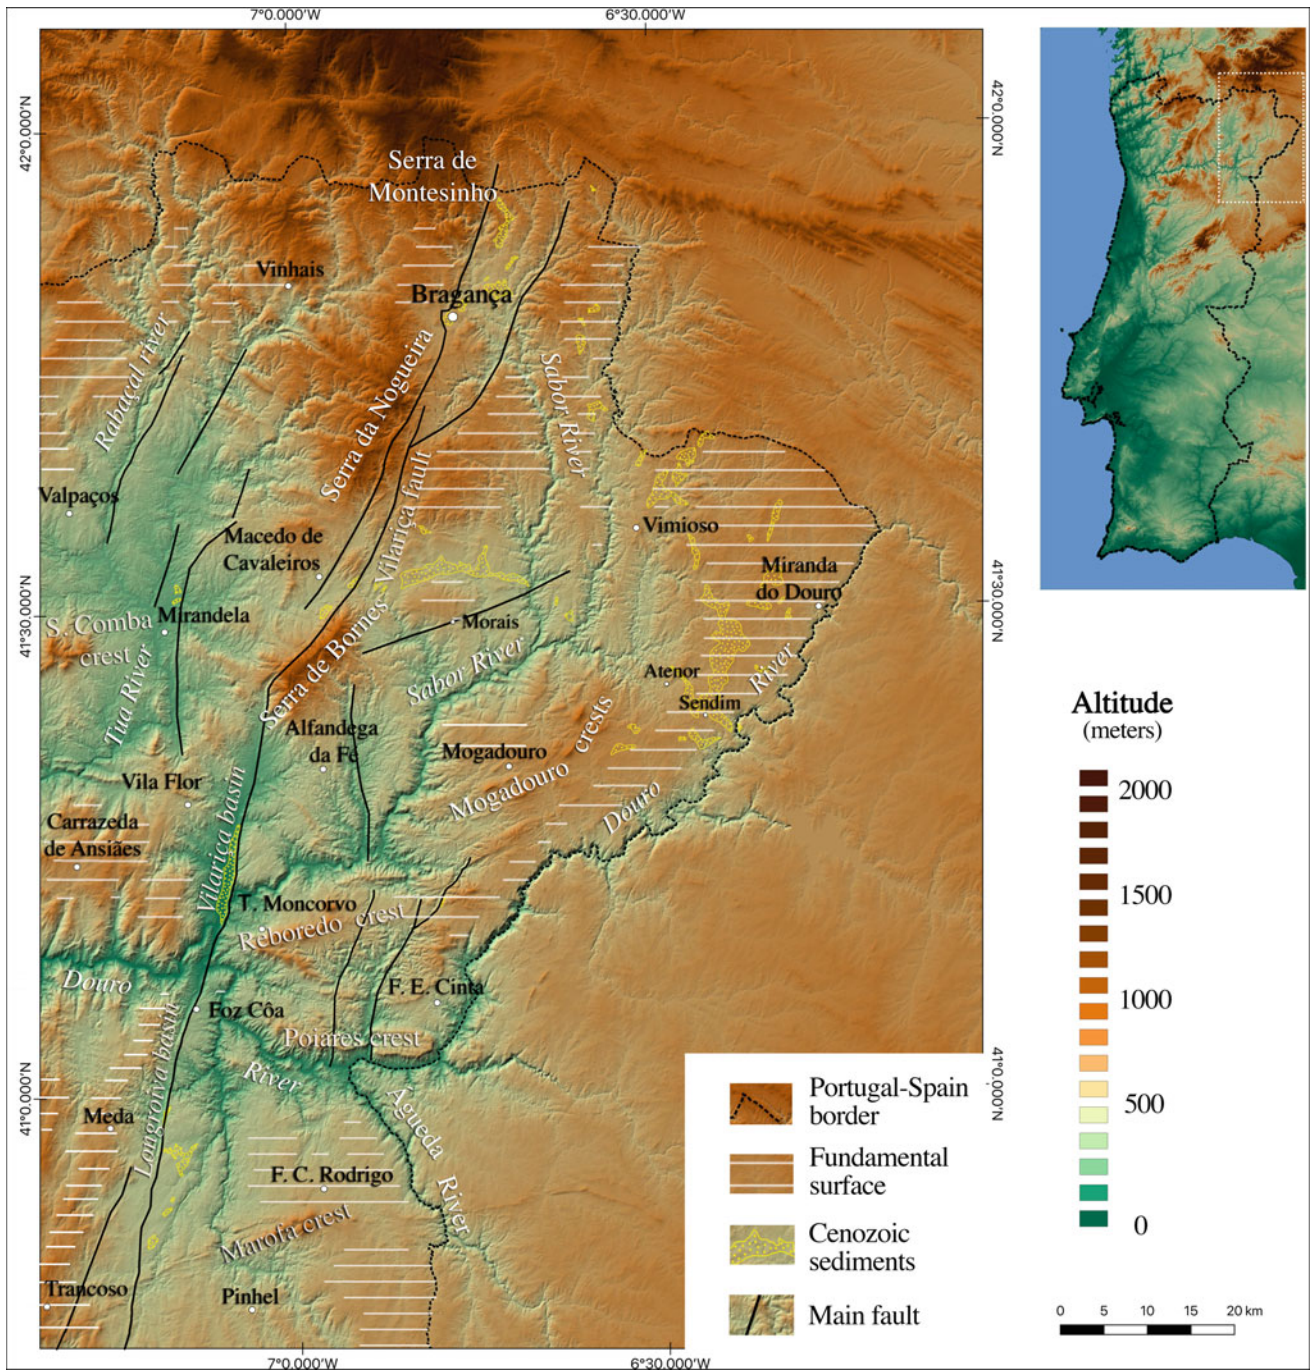 7°0.000'W
6°30.000'W
42°0.000'N
42°0.000'N
Serra de
Montesinho
Vinhais
Bragança
Rabaçal river
Serra da Nogueira
Sabor River
Valpaços
Vilariça fault
Vimioso
Macedo de
Cavaleiros
Miranda
do Douro
41°30.000'N
41°30.000'N
Mirandela
S. Comba
crest
Morais
Tua River
Serra de Bornes
Sabor River
Atenor
River
Sendim
Alfandega
da Fé
Mogadouro
Mogadouro crests
Vila Flor
Douro
Carrazeda
de Ansiães
Vilariça basin
T. Moncorvo
Reboredo crest
Douro
F. E. Cinta
Foz Côa
Poiares crest
River
41°0.000'N
41°0.000'N
Meda
Longroiva basin
Águeda River
F. C. Rodrigo
Marofa crest
Trancoso
Pinhel
7°0.000'W
6°30.000'W
Portugal-Spain
border
Fundamental
surface
Cenozoic
sediments
Main fault
Altitude
(meters)
2000
1500
1000
500
0
0 5 10 15 20 km